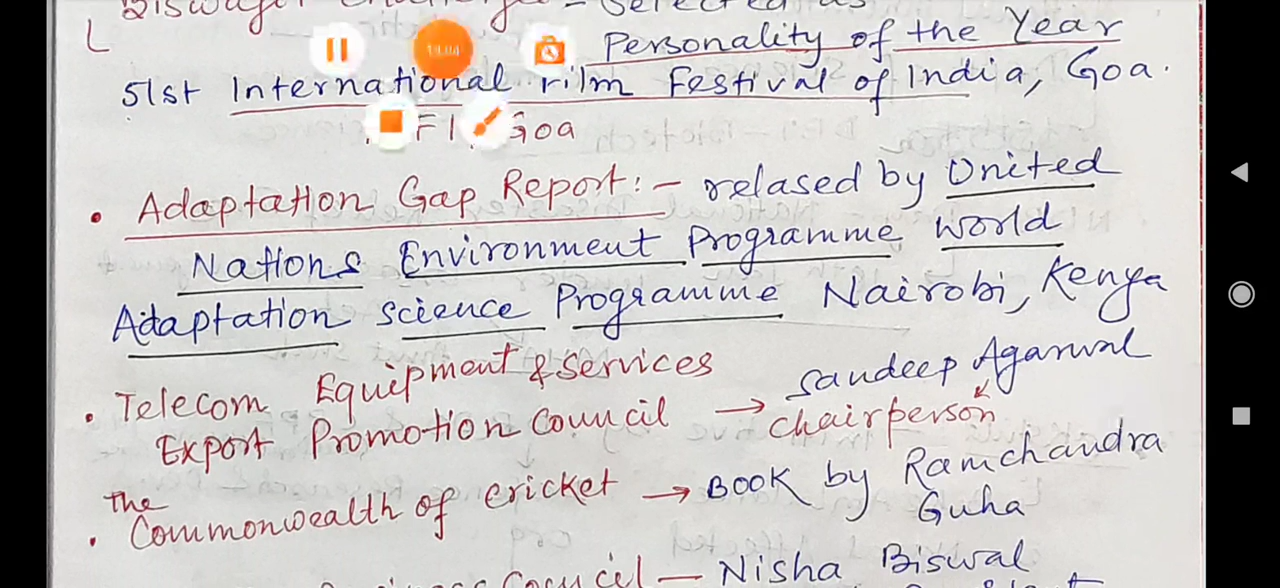 Personality of the Year
51st International Film Festival of India, Goa.
Goa
• Adaptation Gap Report:- relased by United
Nations Environment Programme World
Adaptation science Programme Nairobi, Kenya
• Telecom Equipment & Services
Export Promotion Council → chairperson
Sandeep Agarwal
the
• Commonwealth of cricket → BOOK by Ramchandra
Guha
Council — Nisha Biswal